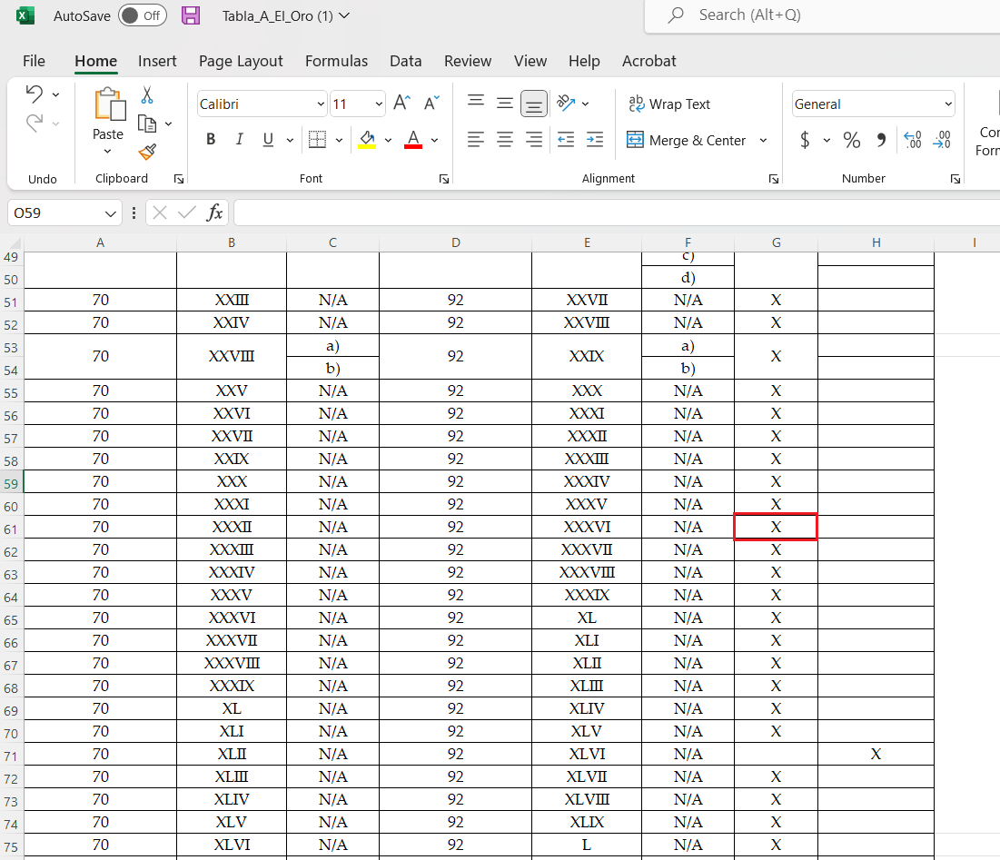 AutoSave Off Tabla_A_El_Oro (1) Search (Alt+Q)
File Home Insert Page Layout Formulas Data Review View Help Acrobat
Calibri 11 Wrap Text General
Paste B I U A Merge & Center $ % Con
Form
Undo Clipboard Font Alignment Number
O59 fx
A B C D E F G H I
49 c)
50 d)
51 70 XXIII N/A 92 XXVII N/A X
52 70 XXIV N/A 92 XXVIII N/A X
53 70 XXVIII a) 92 XXIX a) X
54 b) b)
55 70 XXV N/A 92 XXX N/A X
56 70 XXVI N/A 92 XXXI N/A X
57 70 XXVII N/A 92 XXXII N/A X
58 70 XXIX N/A 92 XXXIII N/A X
59 70 XXX N/A 92 XXXIV N/A X
60 70 XXXI N/A 92 XXXV N/A X
61 70 XXXII N/A 92 XXXVI N/A X
62 70 XXXIII N/A 92 XXXVII N/A X
63 70 XXXIV N/A 92 XXXVIII N/A X
64 70 XXXV N/A 92 XXXIX N/A X
65 70 XXXVI N/A 92 XL N/A X
66 70 XXXVII N/A 92 XLI N/A X
67 70 XXXVIII N/A 92 XLII N/A X
68 70 XXXIX N/A 92 XLIII N/A X
69 70 XL N/A 92 XLIV N/A X
70 70 XLI N/A 92 XLV N/A X
71 70 XLII N/A 92 XLVI N/A X
72 70 XLIII N/A 92 XLVII N/A X
73 70 XLIV N/A 92 XLVIII N/A X
74 70 XLV N/A 92 XLIX N/A X
75 70 XLVI N/A 92 L N/A X